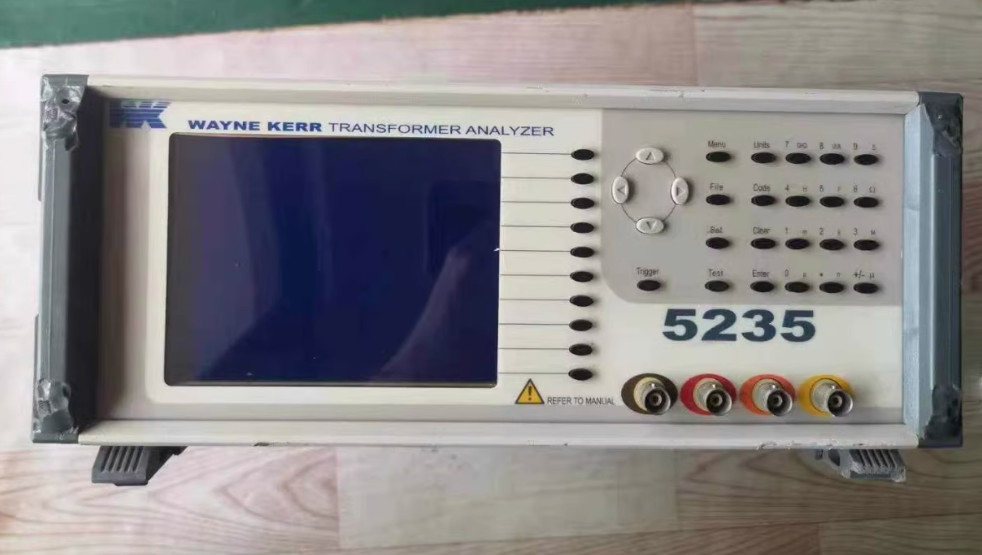 WK
WAYNE KERR TRANSFORMER ANALYZER
Menu Units 7 8 9
File Code 4 5 6 Ω
Clear 1 2 3 M
Trigger Test Enter 0 +/- μ
5235
REFER TO MANUAL